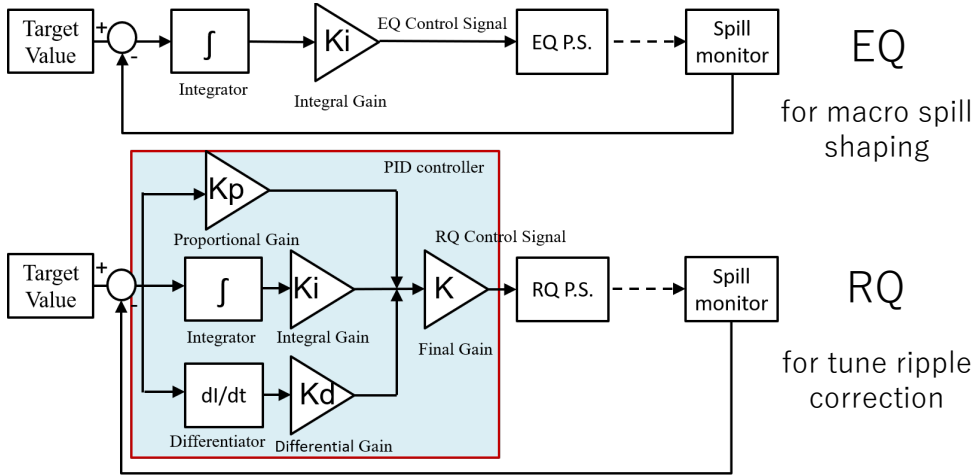 Target
Value
+
-
∫
Integrator
Ki
Integral Gain
EQ Control Signal
EQ P.S.
Spill
monitor
EQ
for macro spill
shaping
PID controller
Kp
Proportional Gain
Target
Value
+
-
∫
Integrator
Ki
Integral Gain
dI/dt
Differentiator
Kd
Differential Gain
K
Final Gain
RQ Control Signal
RQ P.S.
Spill
monitor
RQ
for tune ripple
correction